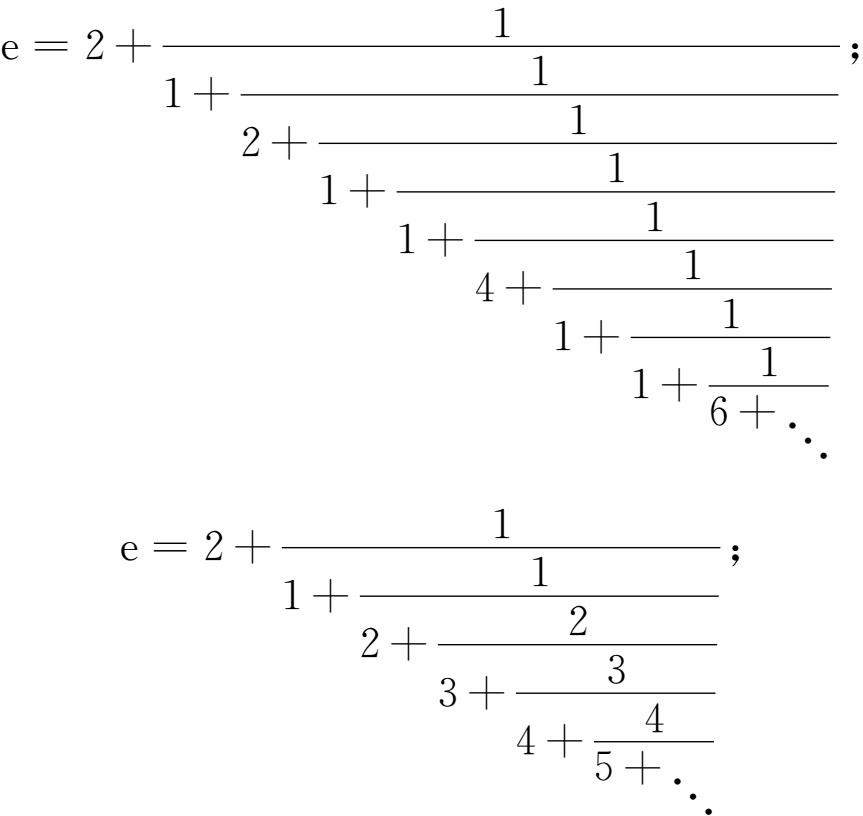 e = 2 + \cfrac{1}{1 + \cfrac{1}{2 + \cfrac{1}{1 + \cfrac{1}{1 + \cfrac{1}{4 + \cfrac{1}{1 + \cfrac{1}{1 + \cfrac{1}{6 + \ddots}}}}}}}};
e = 2 + \cfrac{1}{1 + \cfrac{1}{2 + \cfrac{2}{3 + \cfrac{3}{4 + \cfrac{4}{5 + \ddots}}}}};